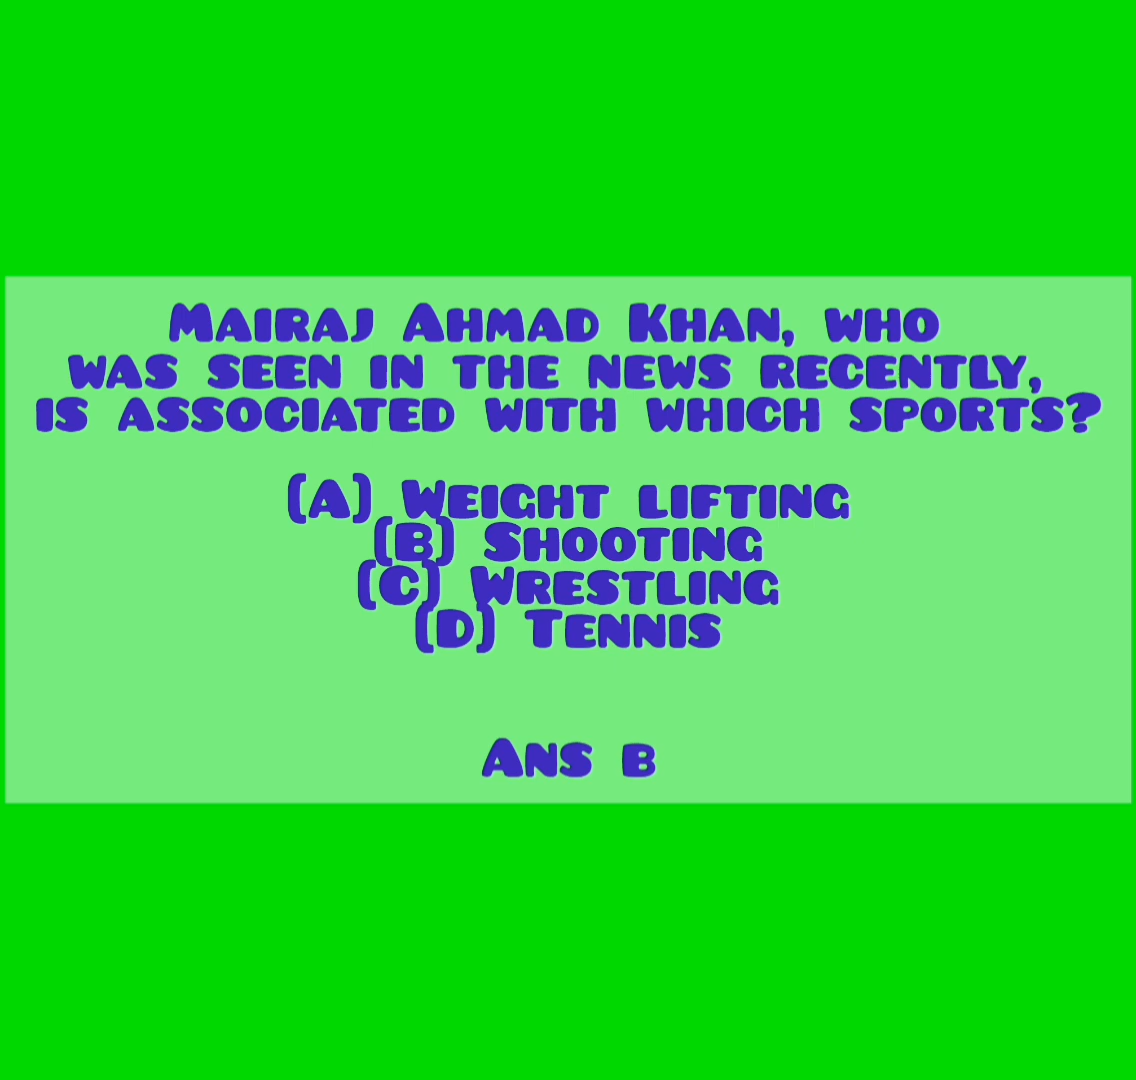 Mairaj Ahmad Khan, who
was seen in the news recently,
is associated with which sports?
(A) Weight lifting
(B) Shooting
(C) Wrestling
(D) Tennis
Ans b